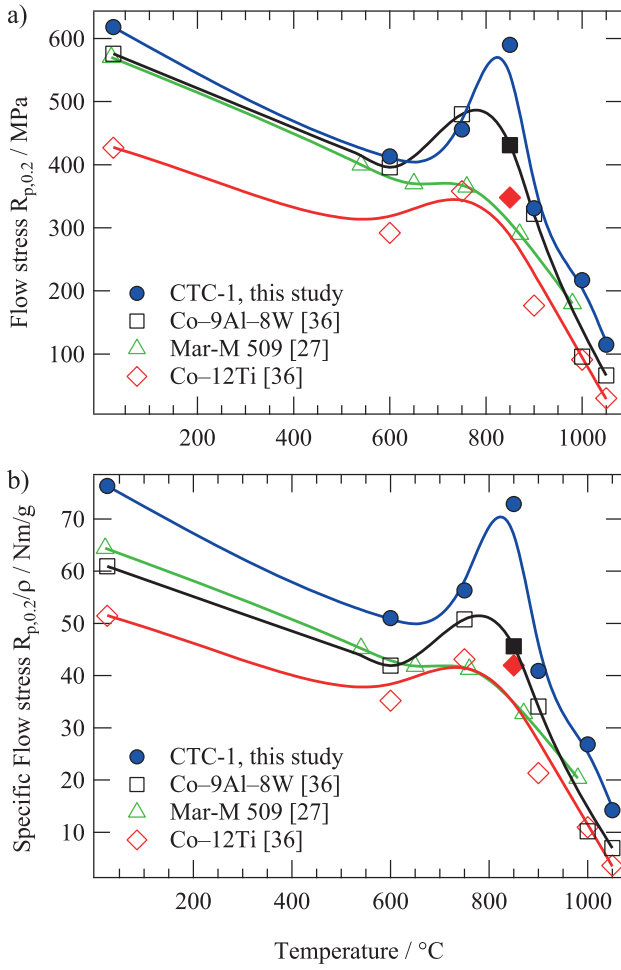 a)
Flow stress Rp,0.2 / MPa
600
500
400
300
200
100
CTC-1, this study
Co–9Al–8W [36]
Mar-M 509 [27]
Co–12Ti [36]
200
400
600
800
1000
b)
Specific Flow stress Rp,0.2/ρ / Nm/g
70
60
50
40
30
20
10
CTC-1, this study
Co–9Al–8W [36]
Mar-M 509 [27]
Co–12Ti [36]
200
400
600
800
1000
Temperature / °C